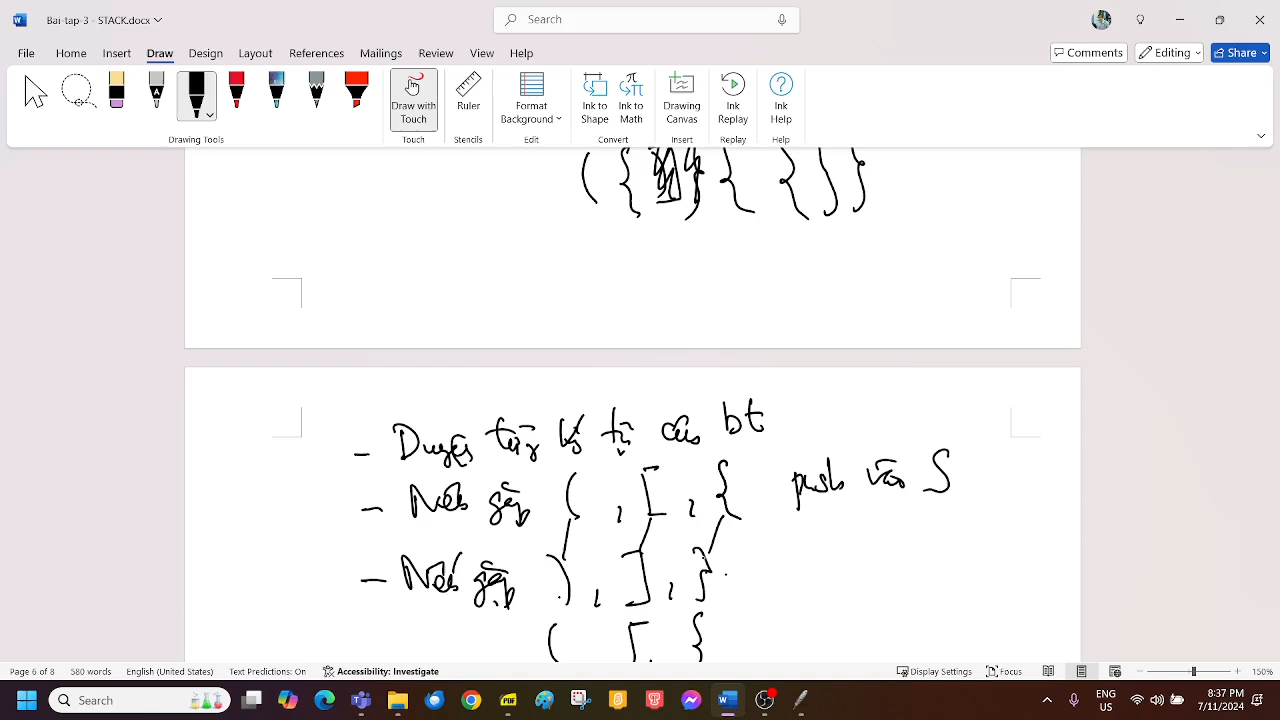 Bai-tap-3 - STACK.docx
Search
File Home Insert Draw Design Layout References Mailings Review View Help
Comments Editing Share
Draw with Touch
Ruler
Format Background
Ink to Shape
Ink to Math
Drawing Canvas
Ink Replay
Ink Help
Drawing Tools Touch Stencils Edit Convert Insert Replay Help
( { { { } }
- Duyệt từng ký tự của bt
- Nếu gặp ( , [ , { push vào S
- Nếu gặp ) , ] , }
( [ {
Page 6 of 8 580 words English (United States) Text Predictions: On Accessibility: Investigate Display Settings Focus 150%
Search
ENG
US
8:37 PM
7/11/2024